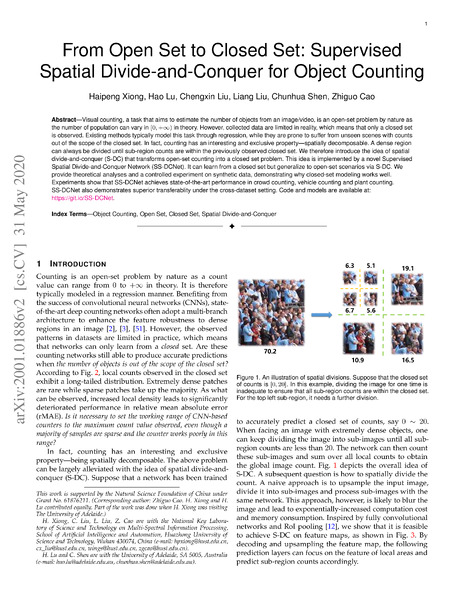 1
From Open Set to Closed Set: Supervised
Spatial Divide-and-Conquer for Object Counting
Haipeng Xiong, Hao Lu, Chengxin Liu, Liang Liu, Chunhua Shen, Zhiguo Cao
Abstract—Visual counting, a task that aims to estimate the number of objects from an image/video, is an open-set problem by nature as
the number of population can vary in [0, +∞) in theory. However, collected data are limited in reality, which means that only a closed set
is observed. Existing methods typically model this task through regression, while they are prone to suffer from unseen scenes with counts
out of the scope of the closed set. In fact, counting has an interesting and exclusive property—spatially decomposable. A dense region
can always be divided until sub-region counts are within the previously observed closed set. We therefore introduce the idea of spatial
divide-and-conquer (S-DC) that transforms open-set counting into a closed set problem. This idea is implemented by a novel Supervised
Spatial Divide-and-Conquer Network (SS-DCNet). It can learn from a closed set but generalize to open-set scenarios via S-DC. We
provide theoretical analyses and a controlled experiment on synthetic data, demonstrating why closed-set modeling works well.
Experiments show that SS-DCNet achieves state-of-the-art performance in crowd counting, vehicle counting and plant counting.
SS-DCNet also demonstrates superior transferability under the cross-dataset setting. Code and models are available at:
https://git.io/SS-DCNet.
Index Terms—Object Counting, Open Set, Closed Set, Spatial Divide-and-Conquer
arXiv:2001.01886v2 [cs.CV] 31 May 2020
1 INTRODUCTION
Counting is an open-set problem by nature as a count
value can range from 0 to +∞ in theory. It is therefore
typically modeled in a regression manner. Benefiting from
the success of convolutional neural networks (CNNs), state-
of-the-art deep counting networks often adopt a multi-branch
architecture to enhance the feature robustness to dense
regions in an image [2], [3], [51]. However, the observed
patterns in datasets are limited in practice, which means
that networks can only learn from a closed set. Are these
counting networks still able to produce accurate predictions
when the number of objects is out of the scope of the closed set?
According to Fig. 2, local counts observed in the closed set
exhibit a long-tailed distribution. Extremely dense patches
are rare while sparse patches take up the majority. As what
can be observed, increased local density leads to significantly
deteriorated performance in relative mean absolute error
(rMAE). Is it necessary to set the working range of CNN-based
counters to the maximum count value observed, even though a
majority of samples are sparse and the counter works poorly in this
range?
In fact, counting has an interesting and exclusive
property—being spatially decomposable. The above problem
can be largely alleviated with the idea of spatial divide-and-
conquer (S-DC). Suppose that a network has been trained
This work is supported by the Natural Science Foundation of China under
Grant No. 61876211. (Corresponding author: Zhiguo Cao. H. Xiong and H.
Lu contributed equally. Part of the work was done when H. Xiong was visiting
The University of Adelaide.)
H. Xiong, C. Liu, L. Liu, Z. Cao are with the National Key Labora-
tory of Science and Technology on Multi-Spectral Information Processing,
School of Artificial Intelligence and Automation, Huazhong University
of Science and Technology, Wuhan 430074, China (e-mail: hpxiong@hust.edu.cn,
cx_liu@hust.edu.cn, wings@hust.edu.cn, zgcao@hust.edu.cn).
H. Lu and C. Shen are with the University of Adelaide, SA 5005, Australia
(e-mail: hao.lu@adelaide.edu.au, chunhua.shen@adelaide.edu.au).
70.2
6.3 5.1
19.1
6.7 5.6
10.9 16.5
Figure 1. An illustration of spatial divisions. Suppose that the closed set
of counts is [0, 20]. In this example, dividing the image for one time is
inadequate to ensure that all sub-region counts are within the closed set.
For the top left sub-region, it needs a further division.
to accurately predict a closed set of counts, say 0 ∼ 20.
When facing an image with extremely dense objects, one
can keep dividing the image into sub-images until all sub-
region counts are less than 20. The network can then count
these sub-images and sum over all local counts to obtain
the global image count. Fig. 1 depicts the overall idea of
S-DC. A subsequent question is how to spatially divide the
count. A naive approach is to upsample the input image,
divide it into sub-images and process sub-images with the
same network. This approach, however, is likely to blur the
image and lead to exponentially-increased computation cost
and memory consumption. Inspired by fully convolutional
networks and RoI pooling [12], we show that it is feasible
to achieve S-DC on feature maps, as shown in Fig. 3. By
decoding and upsampling the feature map, the following
prediction layers can focus on the feature of local areas and
predict sub-region counts accordingly.